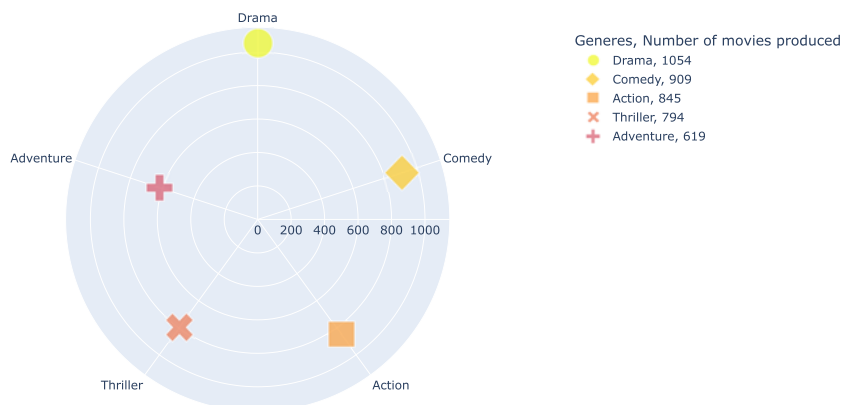 Drama
Generes, Number of movies produced
Drama, 1054
Comedy, 909
Action, 845
Thriller, 794
Adventure, 619
Adventure
Comedy
0 200 400 600 800 1000
Thriller
Action